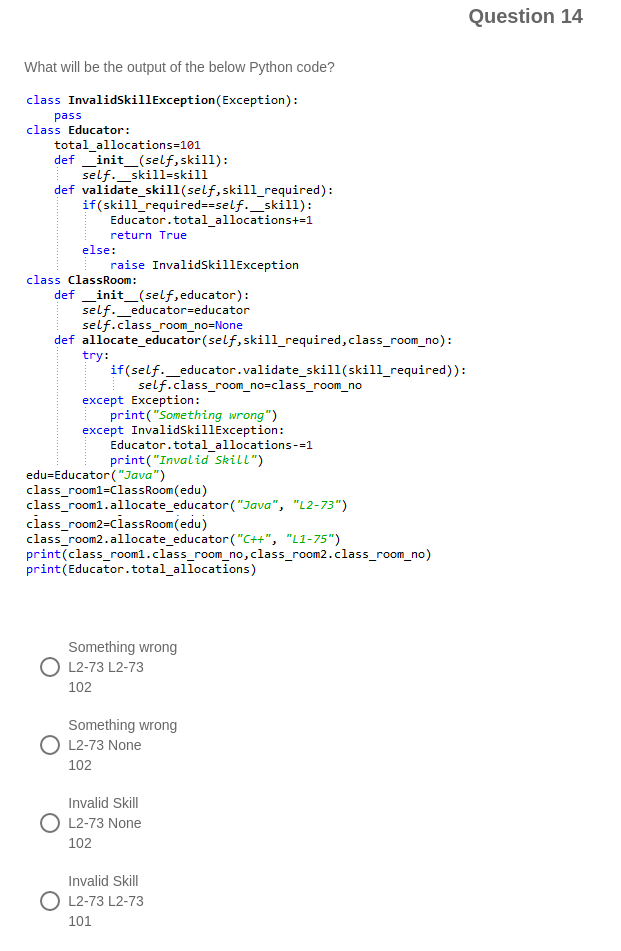 Question 14
What will be the output of the below Python code?
class InvalidSkillException(Exception):
    pass
class Educator:
    total_allocations=101
    def __init__(self,skill):
        self.__skill=skill
    def validate_skill(self,skill_required):
        if(skill_required==self.__skill):
            Educator.total_allocations+=1
            return True
        else:
            raise InvalidSkillException
class ClassRoom:
    def __init__(self,educator):
        self.__educator=educator
        self.class_room_no=None
    def allocate_educator(self,skill_required,class_room_no):
        try:
            if(self.__educator.validate_skill(skill_required)):
                self.class_room_no=class_room_no
        except Exception:
            print("Something wrong")
        except InvalidSkillException:
            Educator.total_allocations-=1
            print("Invalid Skill")
edu=Educator("Java")
class_room1=ClassRoom(edu)
class_room1.allocate_educator("Java", "L2-73")
class_room2=ClassRoom(edu)
class_room2.allocate_educator("C++", "L1-75")
print(class_room1.class_room_no,class_room2.class_room_no)
print(Educator.total_allocations)
Something wrong
L2-73 L2-73
102
Something wrong
L2-73 None
102
Invalid Skill
L2-73 None
102
Invalid Skill
L2-73 L2-73
101